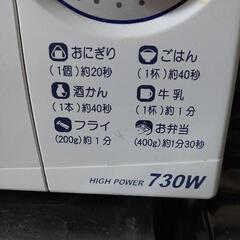 おにぎり
(1個)約20秒
ごはん
(1杯)約40秒
酒かん
(1本)約40秒
牛乳
(1杯)約1分
フライ
(200g)約1分
お弁当
(400g)約1分30秒
HIGH POWER 730W